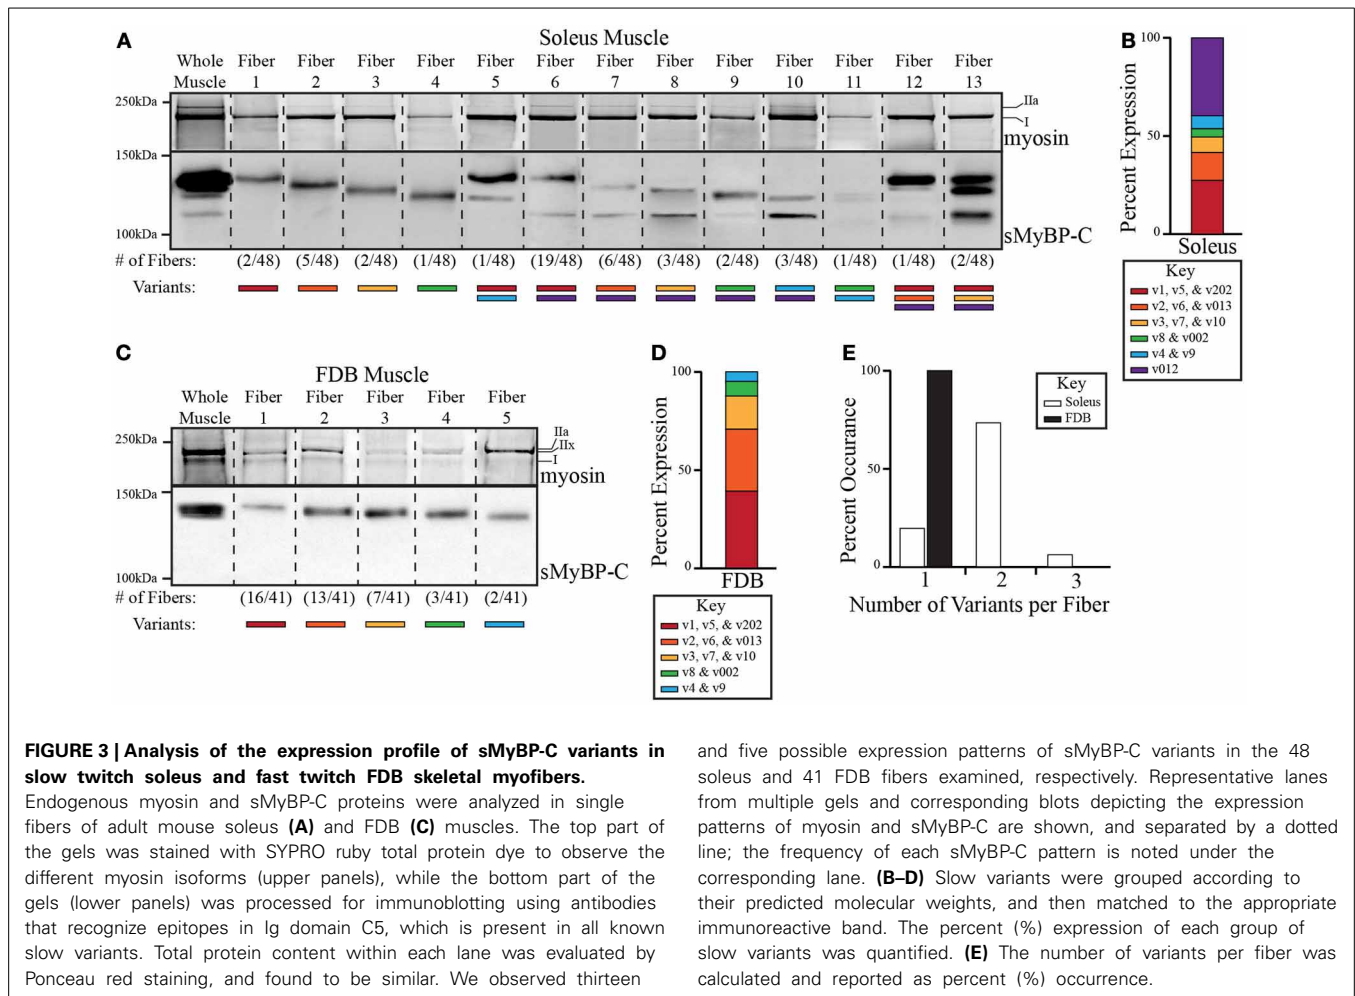 A
Soleus Muscle
Whole Fiber Fiber Fiber Fiber Fiber Fiber Fiber Fiber Fiber Fiber Fiber Fiber Fiber
Muscle 1 2 3 4 5 6 7 8 9 10 11 12 13
250kDa
IIa
I
myosin
150kDa
100kDa
sMyBP-C
# of Fibers: (2/48) (5/48) (2/48) (1/48) (1/48) (19/48) (6/48) (3/48) (2/48) (3/48) (1/48) (1/48) (2/48)
Variants:
B
Percent Expression
100
50
0
Soleus
Key
v1, v5, & v202
v2, v6, & v013
v3, v7, & v10
v8 & v002
v4 & v9
v012
C
FDB Muscle
Whole Fiber Fiber Fiber Fiber Fiber
Muscle 1 2 3 4 5
250kDa
IIa
IIx
I
myosin
150kDa
100kDa
sMyBP-C
# of Fibers: (16/41) (13/41) (7/41) (3/41) (2/41)
Variants:
D
Percent Expression
100
50
0
FDB
Key
v1, v5, & v202
v2, v6, & v013
v3, v7, & v10
v8 & v002
v4 & v9
E
Percent Occurance
100
50
0
1 2 3
Number of Variants per Fiber
Key
Soleus
FDB
FIGURE 3 | Analysis of the expression profile of sMyBP-C variants in
slow twitch soleus and fast twitch FDB skeletal myofibers.
Endogenous myosin and sMyBP-C proteins were analyzed in single
fibers of adult mouse soleus (A) and FDB (C) muscles. The top part of
the gels was stained with SYPRO ruby total protein dye to observe the
different myosin isoforms (upper panels), while the bottom part of the
gels (lower panels) was processed for immunoblotting using antibodies
that recognize epitopes in Ig domain C5, which is present in all known
slow variants. Total protein content within each lane was evaluated by
Ponceau red staining, and found to be similar. We observed thirteen
and five possible expression patterns of sMyBP-C variants in the 48
soleus and 41 FDB fibers examined, respectively. Representative lanes
from multiple gels and corresponding blots depicting the expression
patterns of myosin and sMyBP-C are shown, and separated by a dotted
line; the frequency of each sMyBP-C pattern is noted under the
corresponding lane. (B–D) Slow variants were grouped according to
their predicted molecular weights, and then matched to the appropriate
immunoreactive band. The percent (%) expression of each group of
slow variants was quantified. (E) The number of variants per fiber was
calculated and reported as percent (%) occurrence.